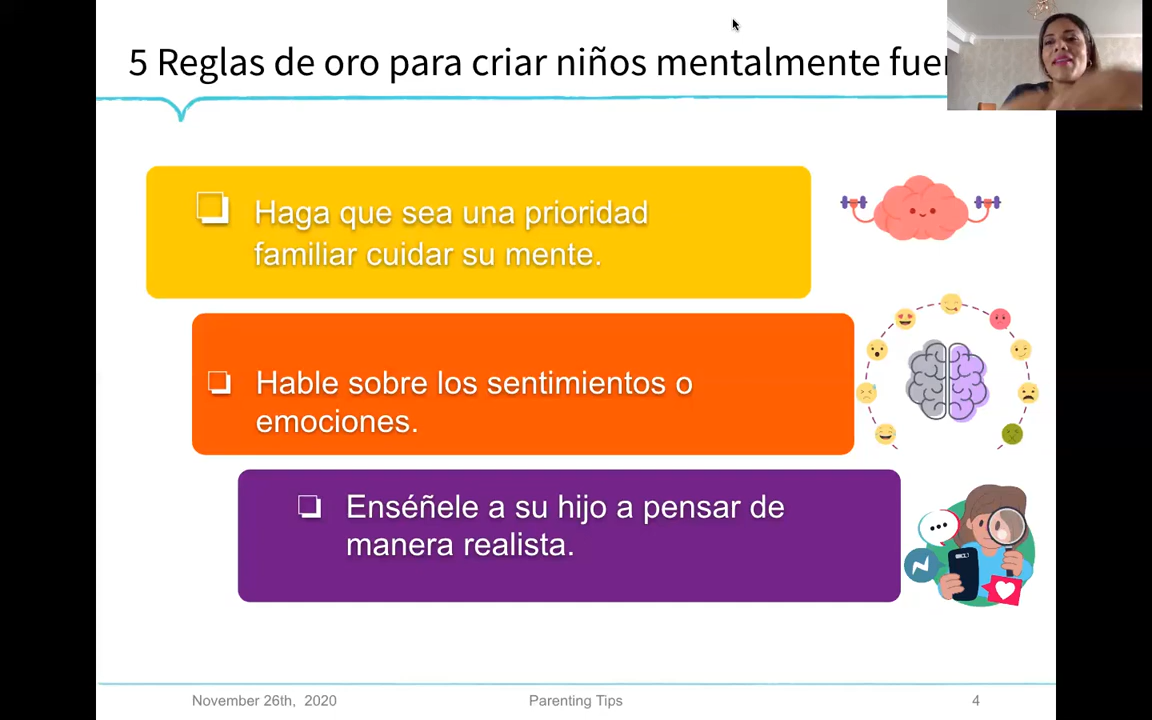 5 Reglas de oro para criar niños mentalmente
Haga que sea una prioridad
familiar cuidar su mente.
Hable sobre los sentimientos o
emociones.
Enséñele a su hijo a pensar de
manera realista.
November 26th, 2020
Parenting Tips
4